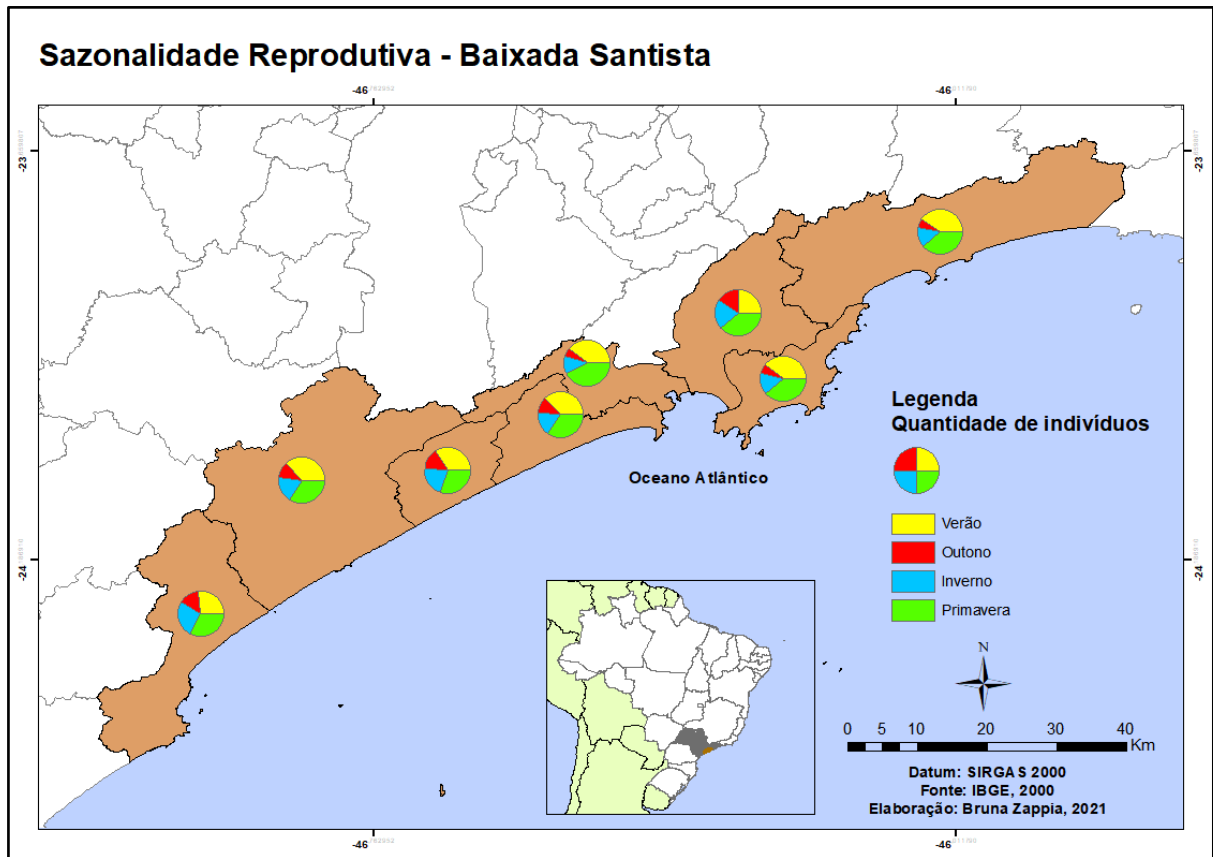 Sazonalidade Reprodutiva - Baixada Santista
-46
-46
-23
-23
Legenda
Quantidade de indivíduos
Oceano Atlântico
Verão
Outono
Inverno
Primavera
-24
-24
N
0 5 10 20 30 40
Km
Datum: SIRGAS 2000
Fonte: IBGE, 2000
Elaboração: Bruna Zappia, 2021
-46
-46